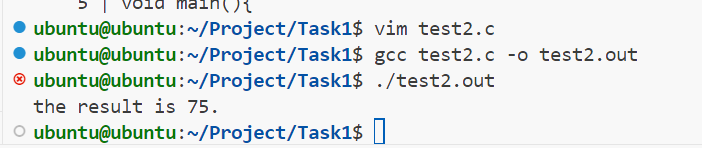 5 | void main(){
ubuntu@ubuntu:~/Project/Task1$ vim test2.c
ubuntu@ubuntu:~/Project/Task1$ gcc test2.c -o test2.out
ubuntu@ubuntu:~/Project/Task1$ ./test2.out
the result is 75.
ubuntu@ubuntu:~/Project/Task1$